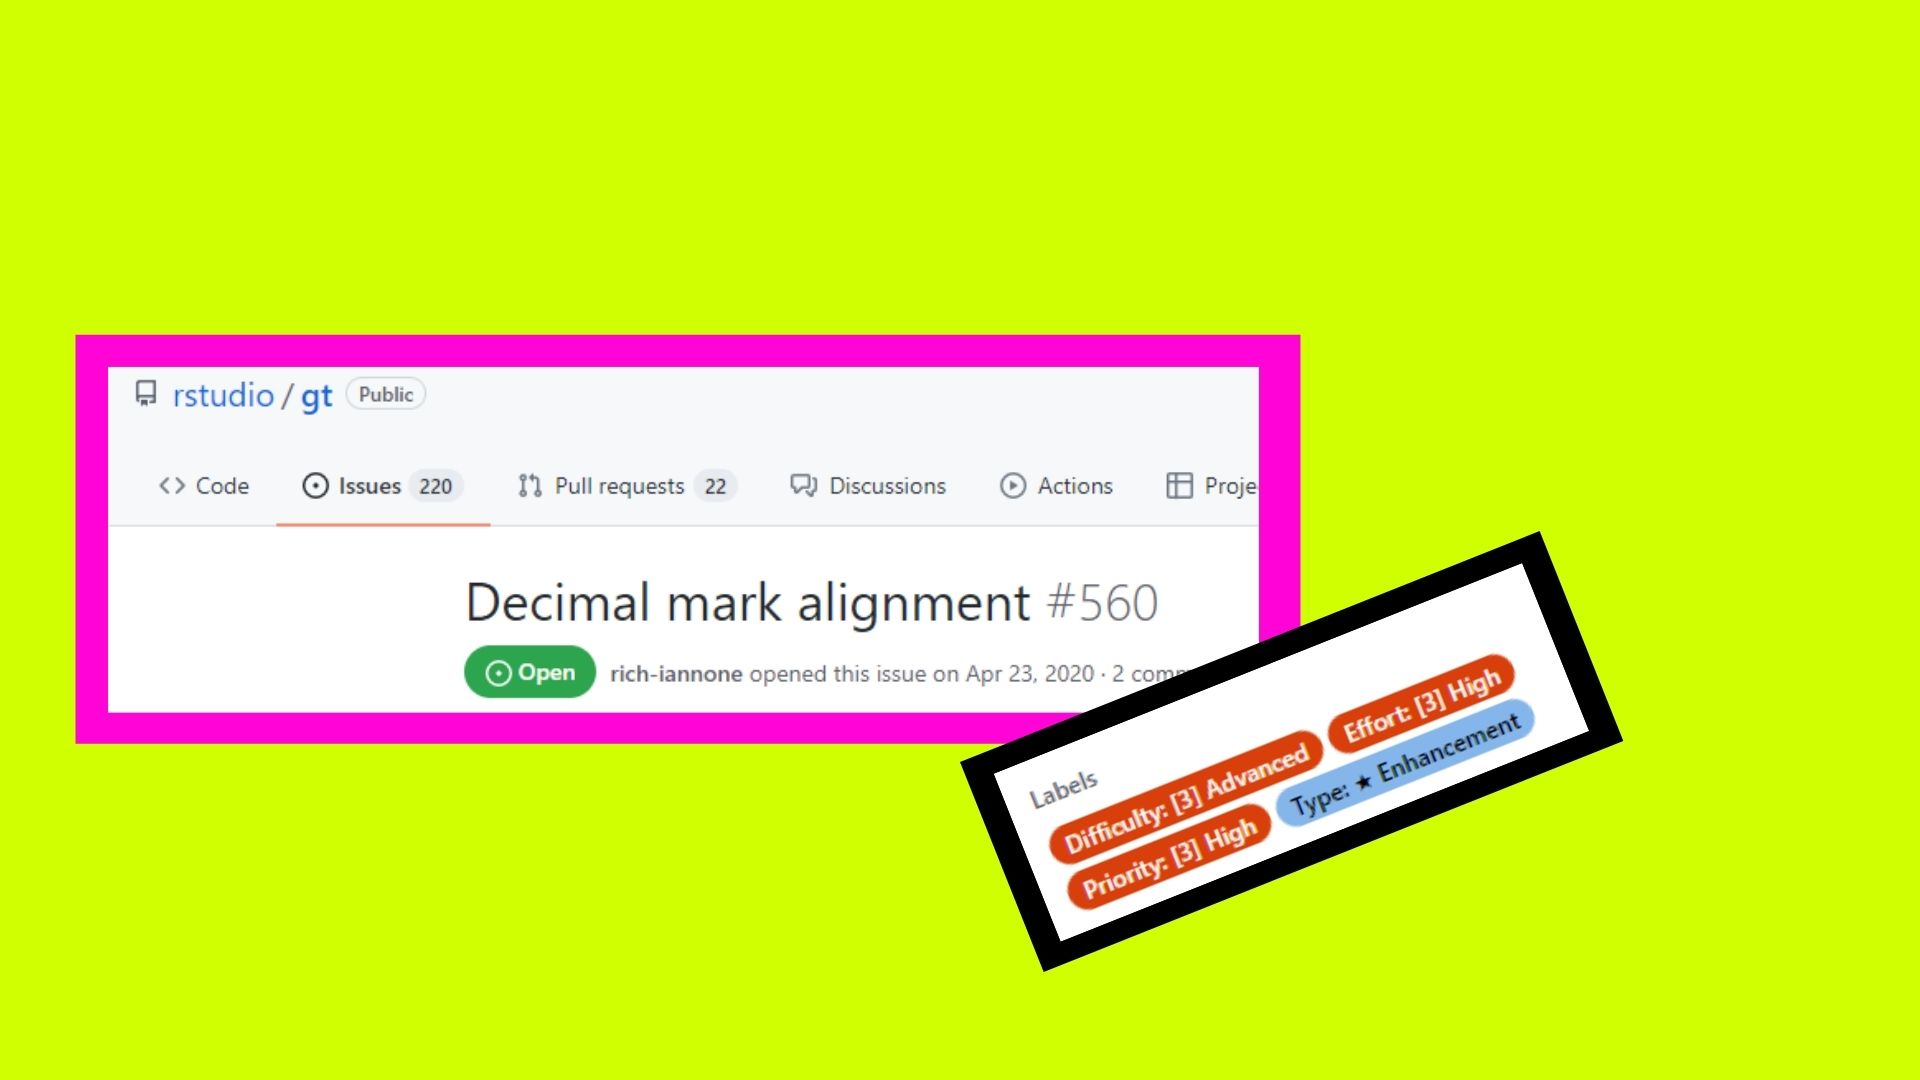 rstudio / gt Public
Code Issues 220 Pull requests 22 Discussions Actions Proje
Decimal mark alignment #560
Open rich-iannone opened this issue on Apr 23, 2020 · 2 comm
Labels
Difficulty: [3] Advanced Effort: [3] High
Priority: [3] High Type: ★ Enhancement